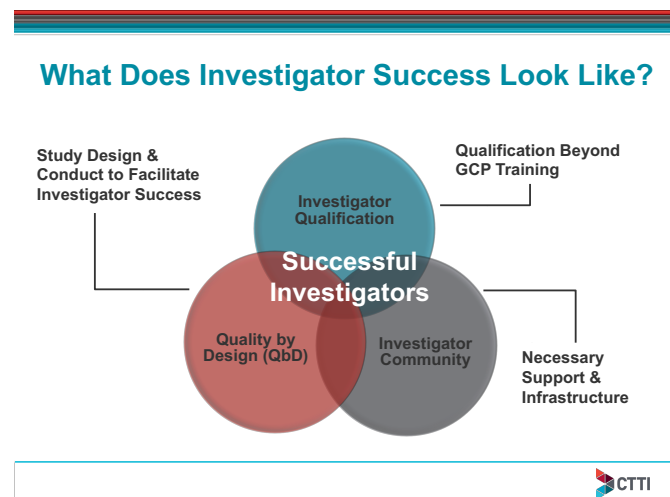 What Does Investigator Success Look Like?
Study Design &
Conduct to Facilitate
Investigator Success
Qualification Beyond
GCP Training
Investigator
Qualification
Successful
Investigators
Quality by
Design (QbD)
Investigator
Community
Necessary
Support &
Infrastructure
CTTI